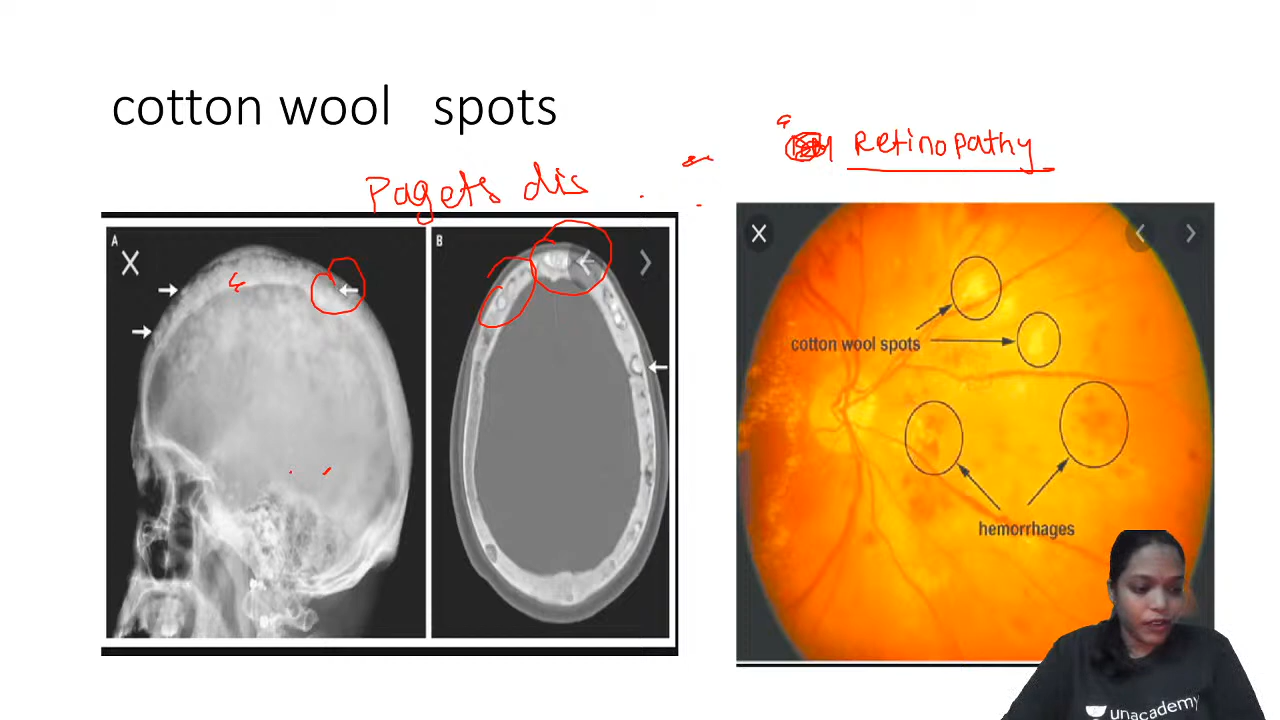 cotton wool spots
Retinopathy
Pagets dis
A
B
cotton wool spots
hemorrhages
unacademy